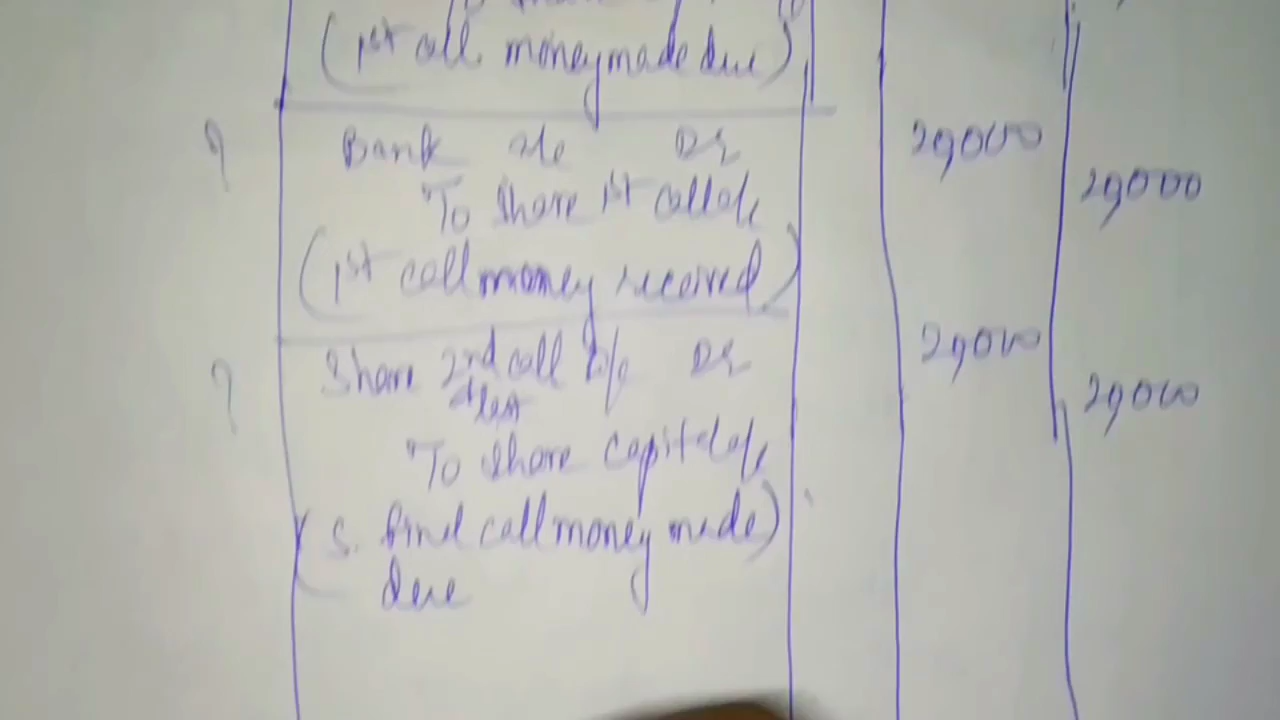 (1st call money made due)
? Bank a/c Dr 29000
To Share 1st call a/c 29000
(1st call money received)
? Share 2nd call a/c Dr 29000
& last
To Share capital a/c 29000
(S. final call money made)
due